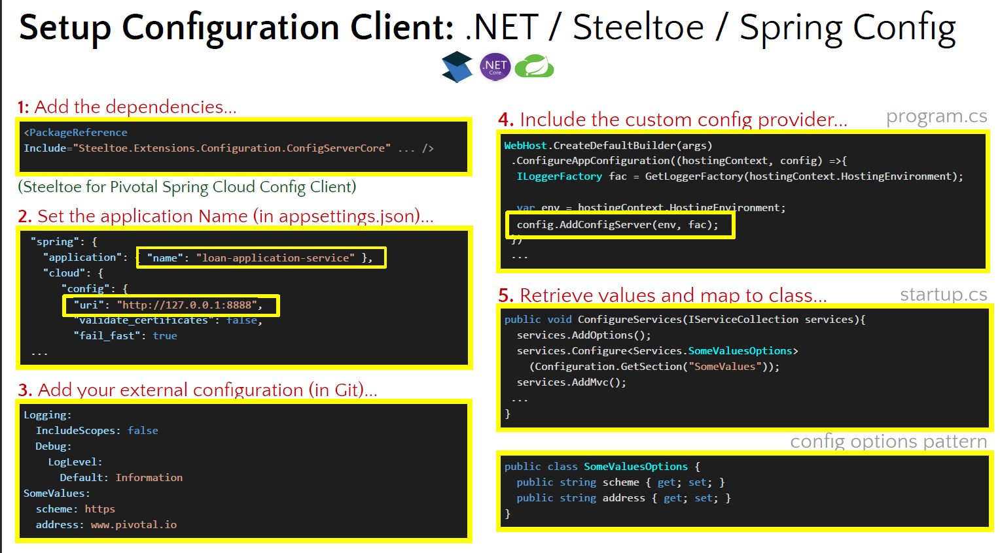 Setup Configuration Client: .NET / Steeltoe / Spring Config
.NET
Core
1: Add the dependencies...
<PackageReference
Include="Steeltoe.Extensions.Configuration.ConfigServerCore" ... />
(Steeltoe for Pivotal Spring Cloud Config Client)
2. Set the application Name (in appsettings.json)...
"spring": {
"application": { "name": "loan-application-service" },
"cloud": {
"config": {
"uri": "http://127.0.0.1:8888",
"validate_certificates": false,
"fail_fast": true
...
3. Add your external configuration (in Git)...
Logging:
IncludeScopes: false
Debug:
LogLevel:
Default: Information
SomeValues:
scheme: https
address: www.pivotal.io
4. Include the custom config provider... program.cs
WebHost.CreateDefaultBuilder(args)
.ConfigureAppConfiguration((hostingContext, config) =>{
ILoggerFactory fac = GetLoggerFactory(hostingContext.HostingEnvironment);
var env = hostingContext.HostingEnvironment;
config.AddConfigServer(env, fac);
})
...
5. Retrieve values and map to class... startup.cs
public void ConfigureServices(IServiceCollection services){
services.AddOptions();
services.Configure<Services.SomeValuesOptions>
(Configuration.GetSection("SomeValues"));
services.AddMvc();
...
}
config options pattern
public class SomeValuesOptions {
public string scheme { get; set; }
public string address { get; set; }
}